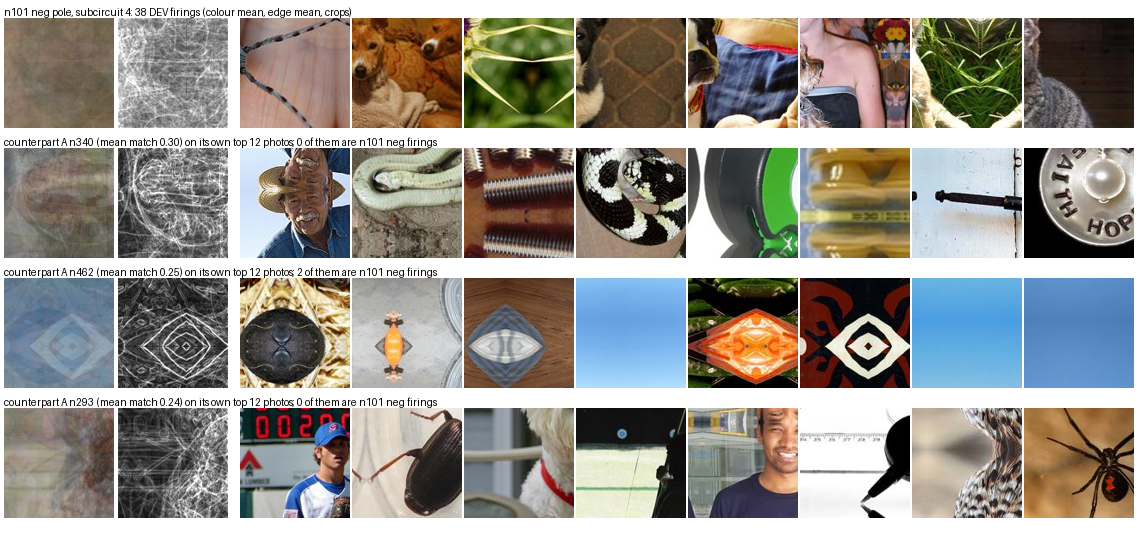 n101 neg pole, subcircuit 4: 38 DEV firings (colour mean, edge mean, crops)
counterpart A n340 (mean match 0.30) on its own top 12 photos; 0 of them are n101 neg firings
HOP
counterpart A n462 (mean match 0.25) on its own top 12 photos; 2 of them are n101 neg firings
counterpart A n293 (mean match 0.24) on its own top 12 photos; 0 of them are n101 neg firings